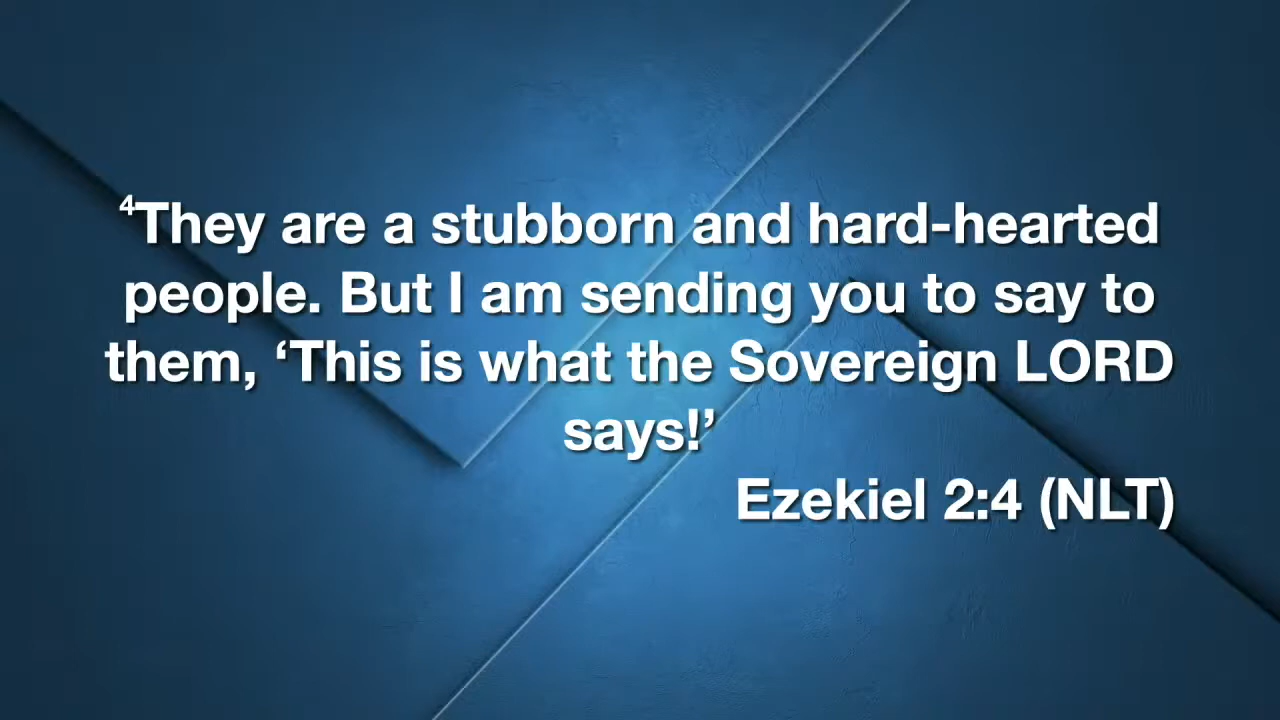 ⁴They are a stubborn and hard-hearted
people. But I am sending you to say to
them, ‘This is what the Sovereign LORD
says!’
Ezekiel 2:4 (NLT)